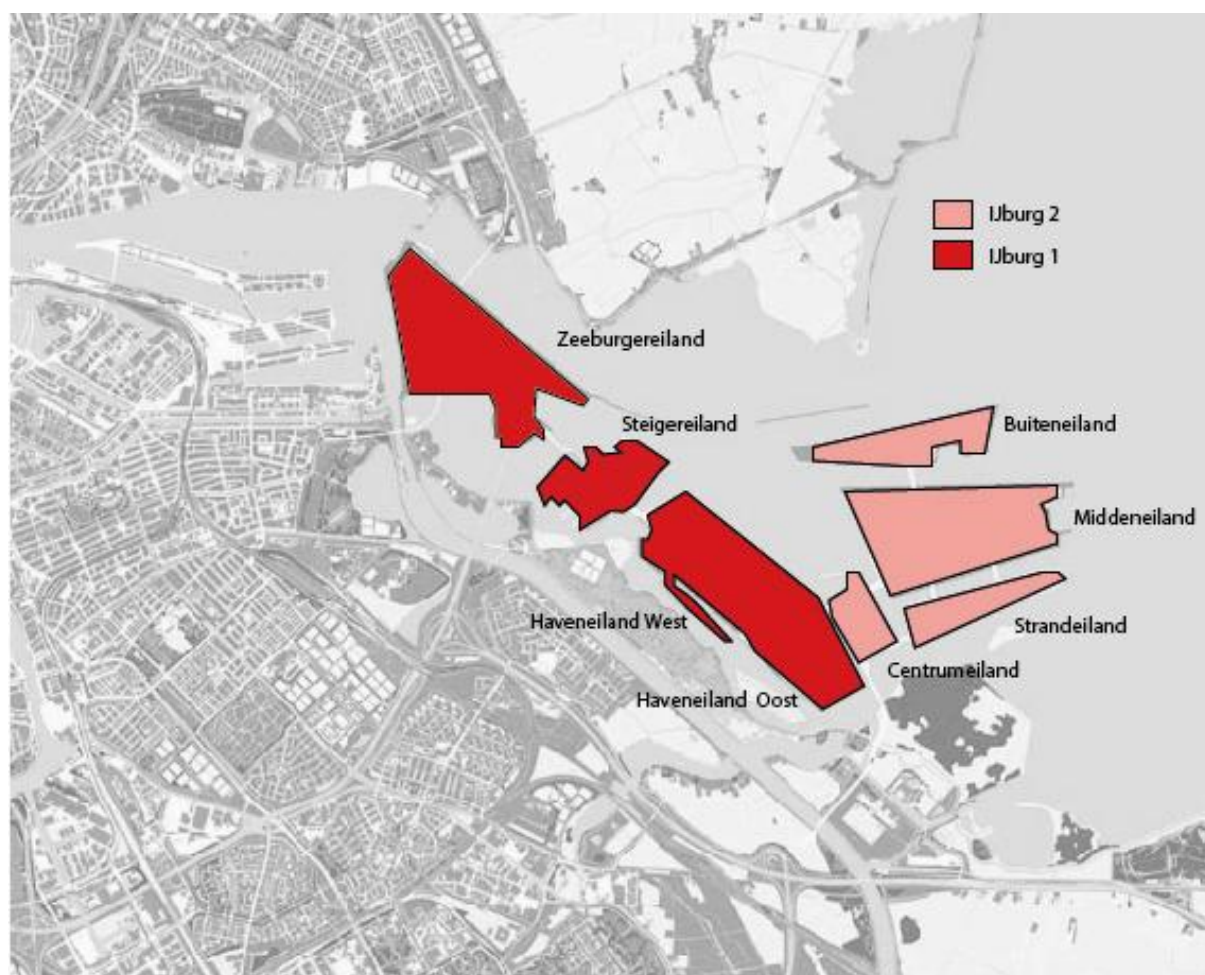 IJburg 2
IJburg 1
Zeeburgereiland
Steigereiland
Buiteneiland
Middeneiland
Haveneiland West
Strandeiland
Centrumeiland
Haveneiland Oost